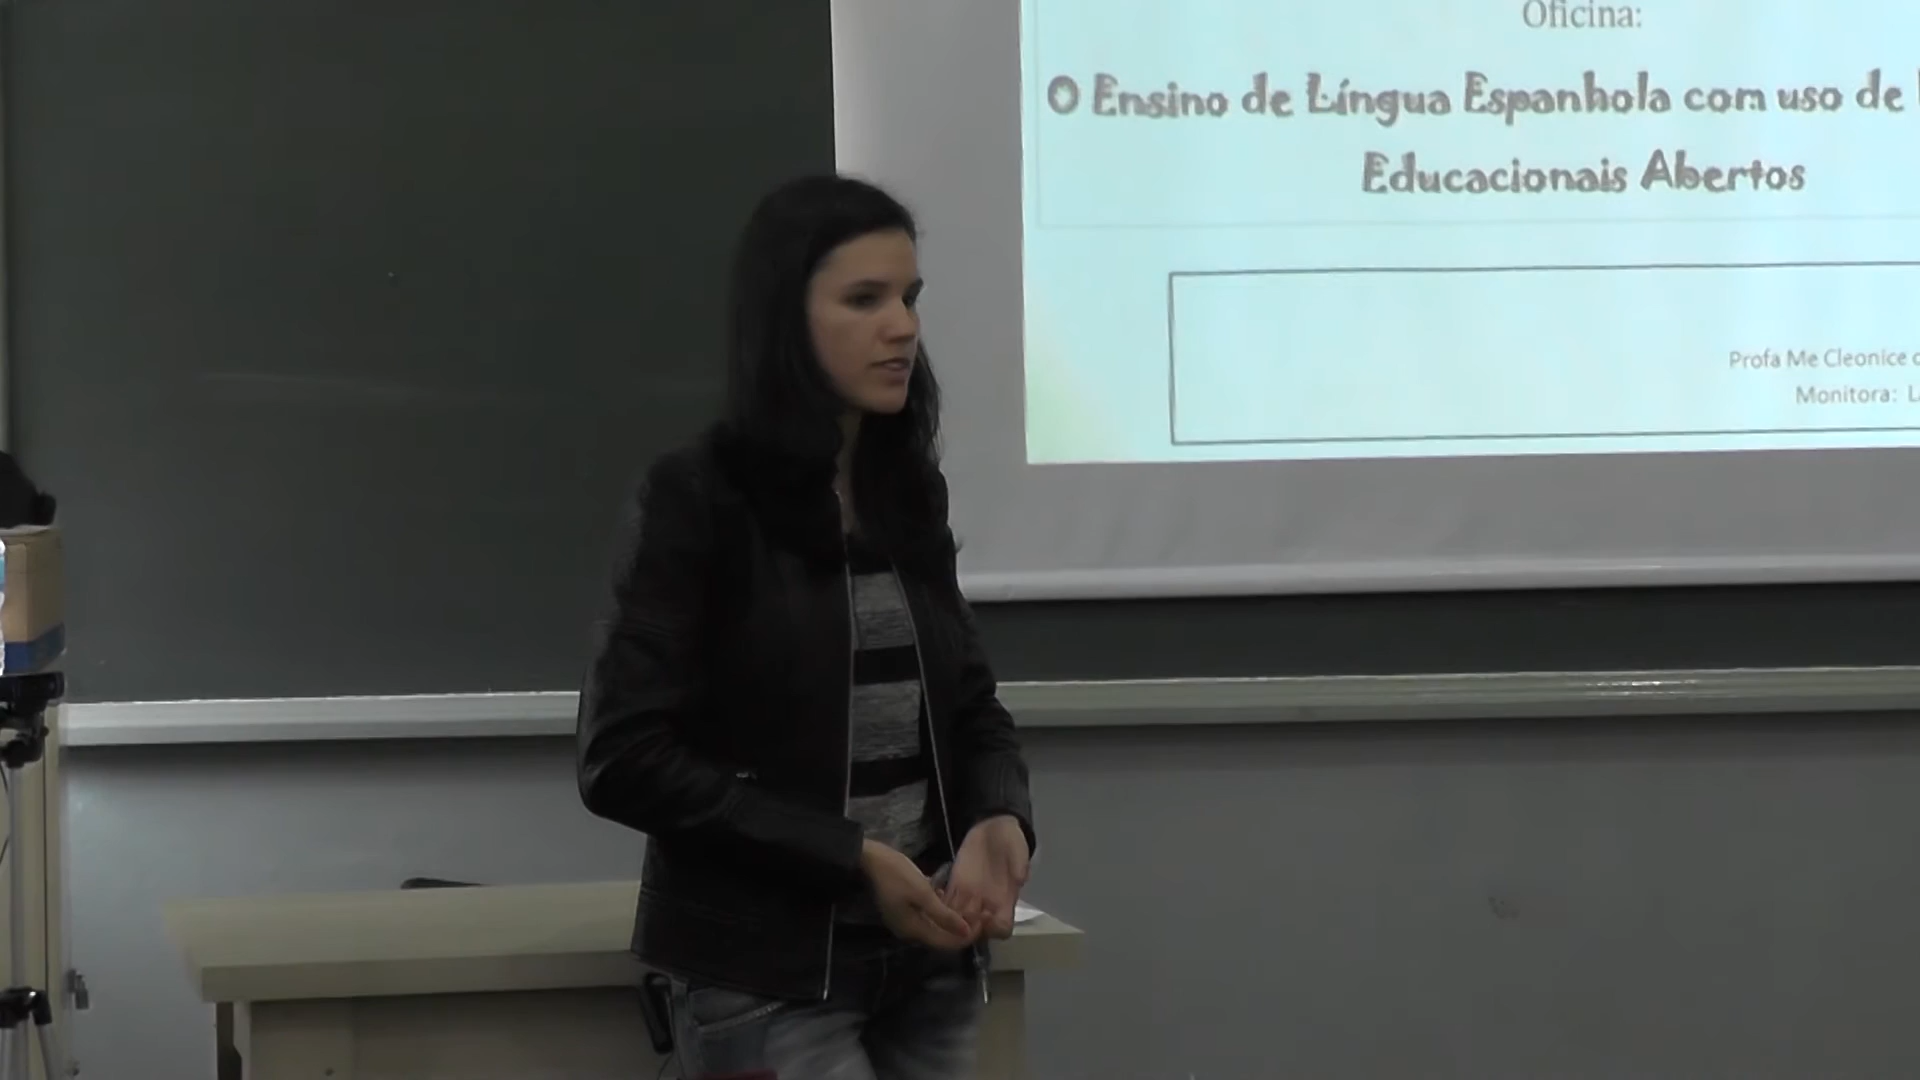 Oficina:
O Ensino de Língua Espanhola com uso de
Educacionais Abertos
Profa Me Cleonice
Monitora: